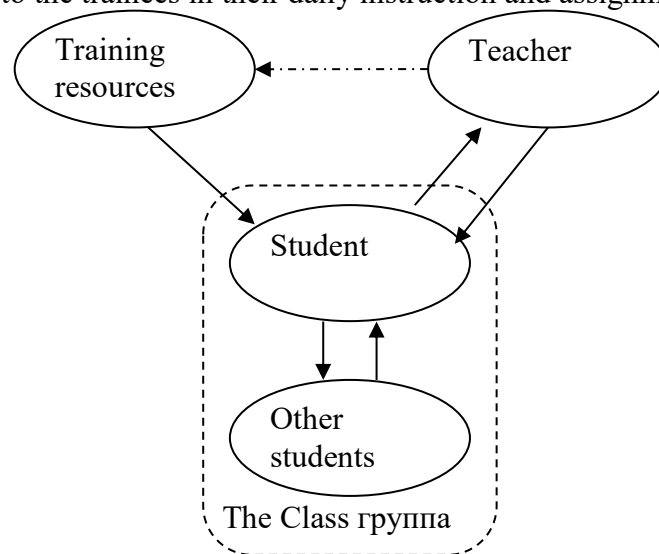 to the trainees in their daily instruction and assignm
Training
resources
Teacher
Student
Other
students
The Class группа